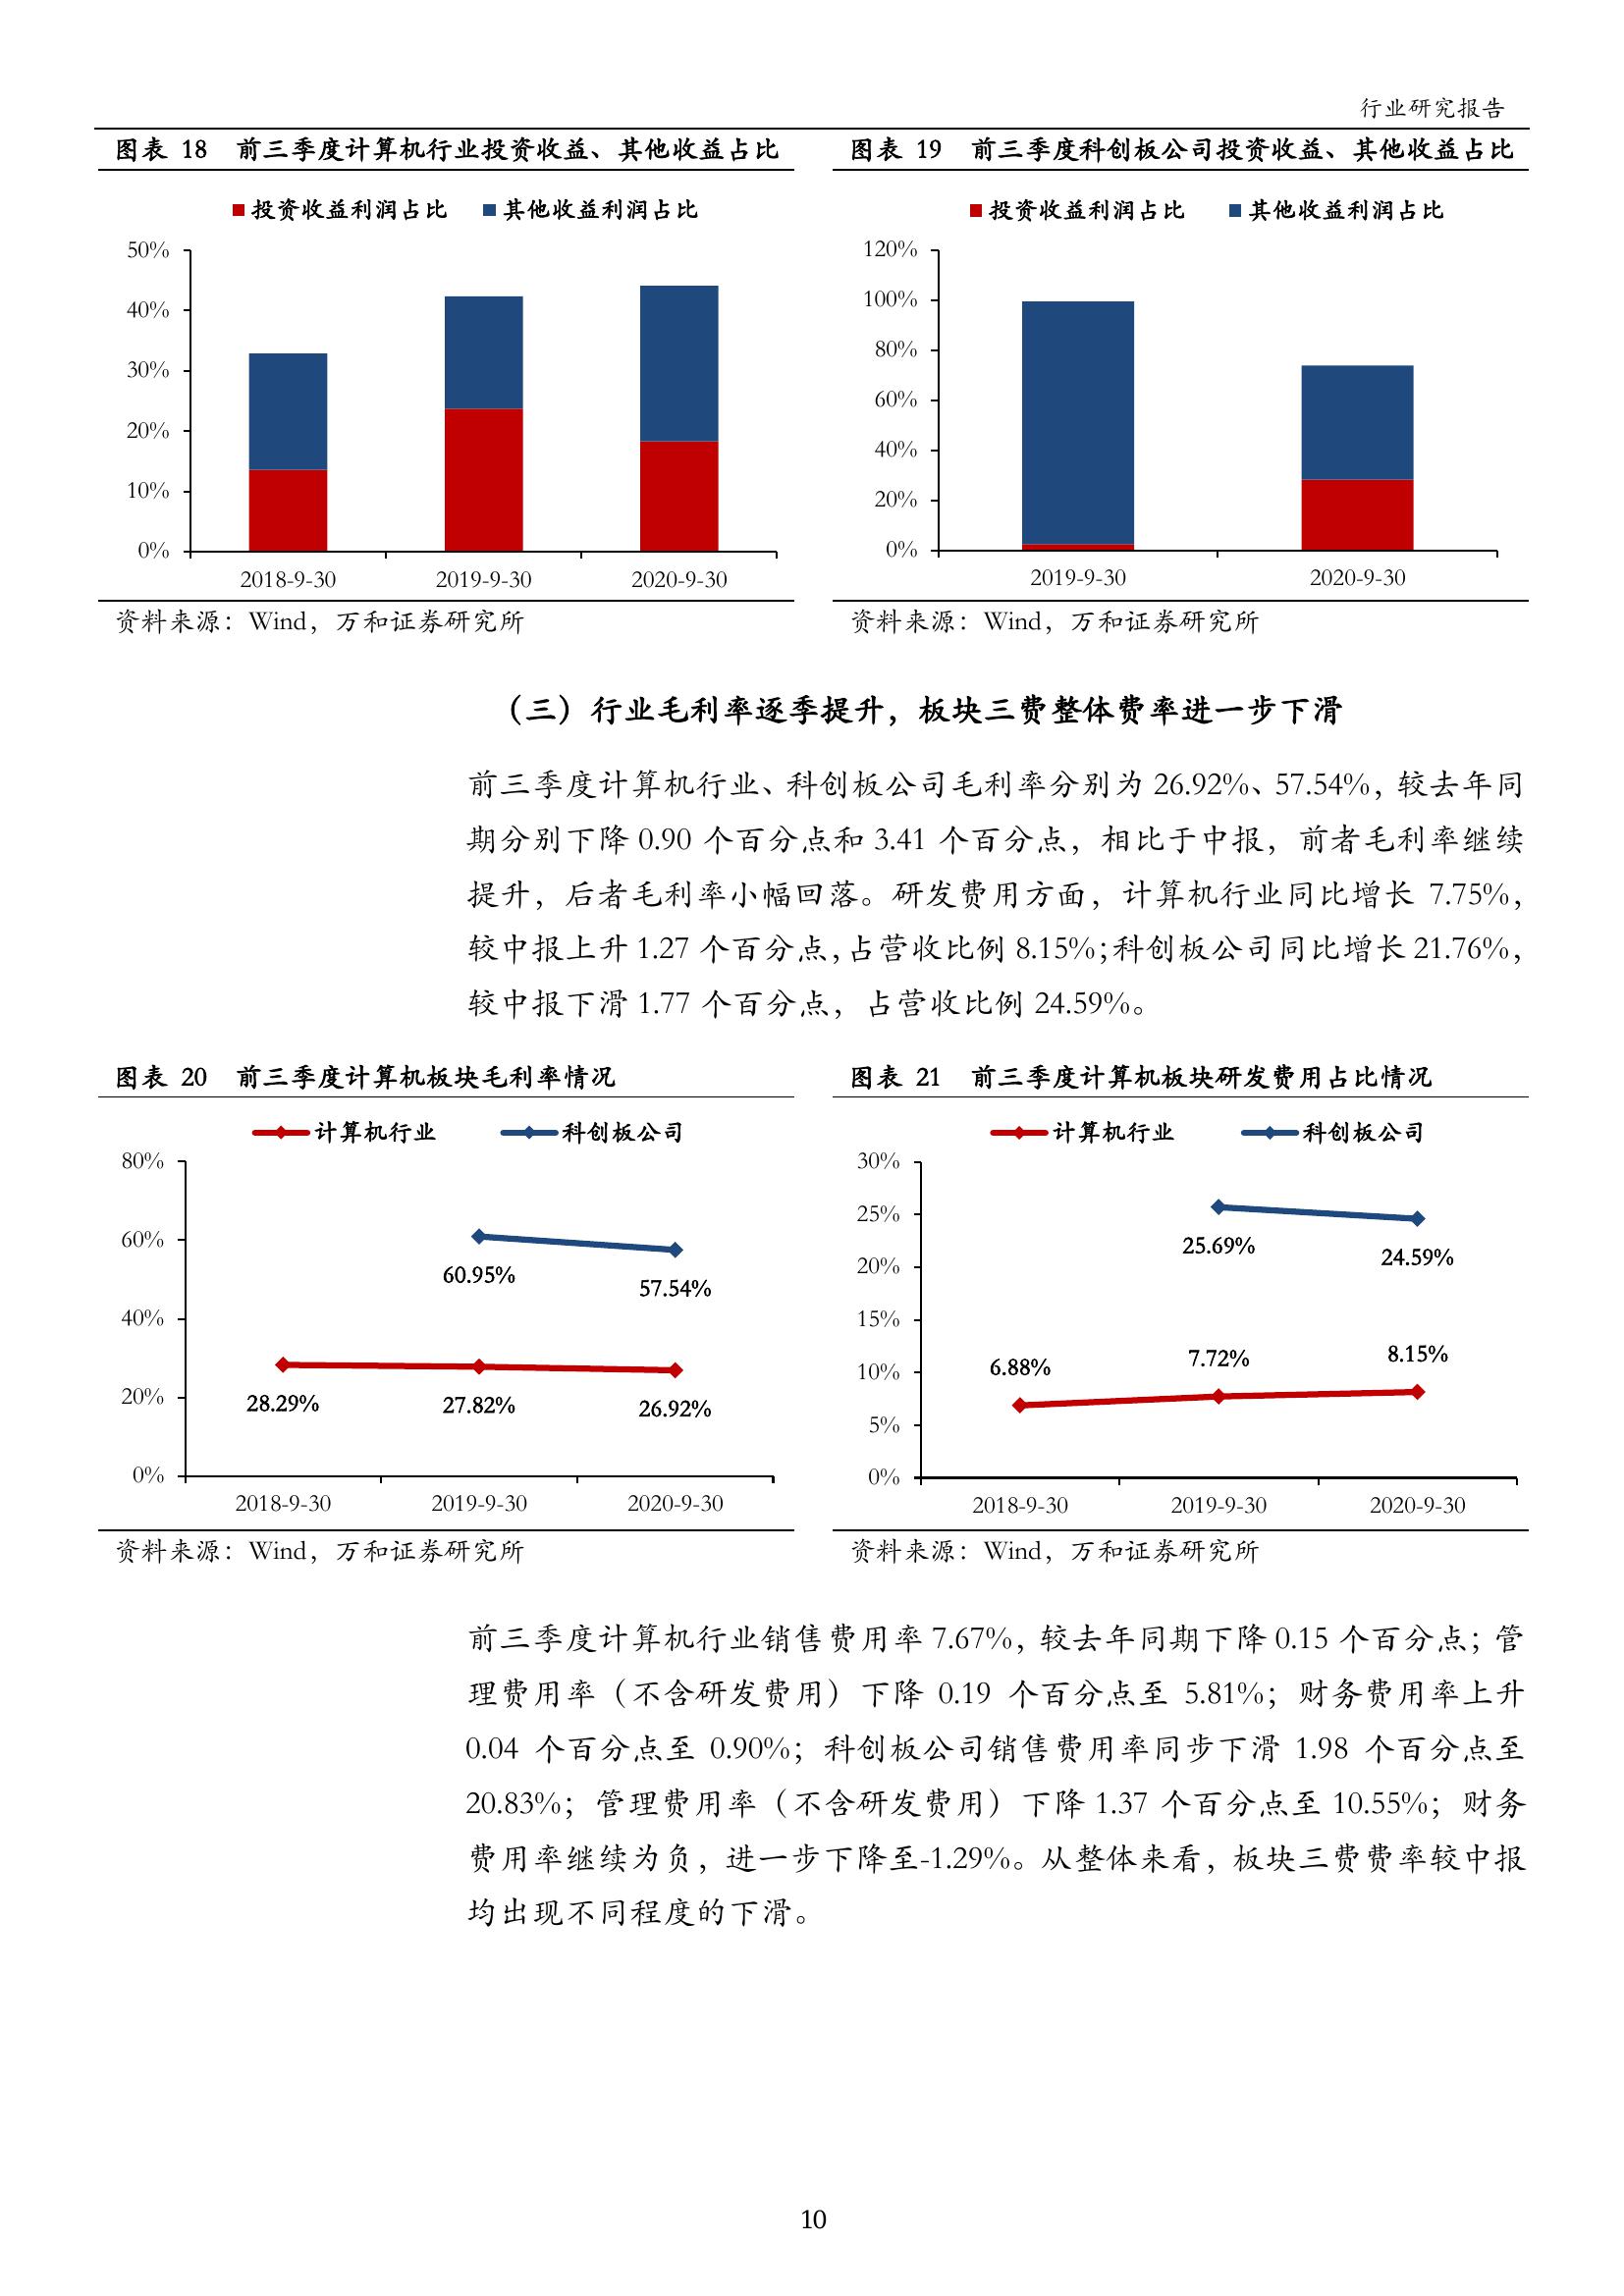 行业研究报告
图表 18 前三季度计算机行业投资收益、其他收益占比
投资收益利润占比 其他收益利润占比
50%
40%
30%
20%
10%
0%
2018-9-30 2019-9-30 2020-9-30
资料来源：Wind，万和证券研究所
图表 19 前三季度科创板公司投资收益、其他收益占比
投资收益利润占比 其他收益利润占比
120%
100%
80%
60%
40%
20%
0%
2019-9-30 2020-9-30
资料来源：Wind，万和证券研究所
（三）行业毛利率逐季提升，板块三费整体费率进一步下滑
前三季度计算机行业、科创板公司毛利率分别为 26.92%、57.54%，较去年同
期分别下降 0.90 个百分点和 3.41 个百分点，相比于中报，前者毛利率继续
提升，后者毛利率小幅回落。研发费用方面，计算机行业同比增长 7.75%，
较中报上升 1.27 个百分点，占营收比例 8.15%；科创板公司同比增长 21.76%，
较中报下滑 1.77 个百分点，占营收比例 24.59%。
图表 20 前三季度计算机板块毛利率情况
计算机行业 科创板公司
80%
60%
40%
20%
0%
60.95% 57.54%
28.29% 27.82% 26.92%
2018-9-30 2019-9-30 2020-9-30
资料来源：Wind，万和证券研究所
图表 21 前三季度计算机板块研发费用占比情况
计算机行业 科创板公司
30%
25%
20%
15%
10%
5%
0%
25.69% 24.59%
6.88% 7.72% 8.15%
2018-9-30 2019-9-30 2020-9-30
资料来源：Wind，万和证券研究所
前三季度计算机行业销售费用率 7.67%，较去年同期下降 0.15 个百分点；管
理费用率（不含研发费用）下降 0.19 个百分点至 5.81%；财务费用率上升
0.04 个百分点至 0.90%；科创板公司销售费用率同步下滑 1.98 个百分点至
20.83%；管理费用率（不含研发费用）下降 1.37 个百分点至 10.55%；财务
费用率继续为负，进一步下降至-1.29%。从整体来看，板块三费费率较中报
均出现不同程度的下滑。
10